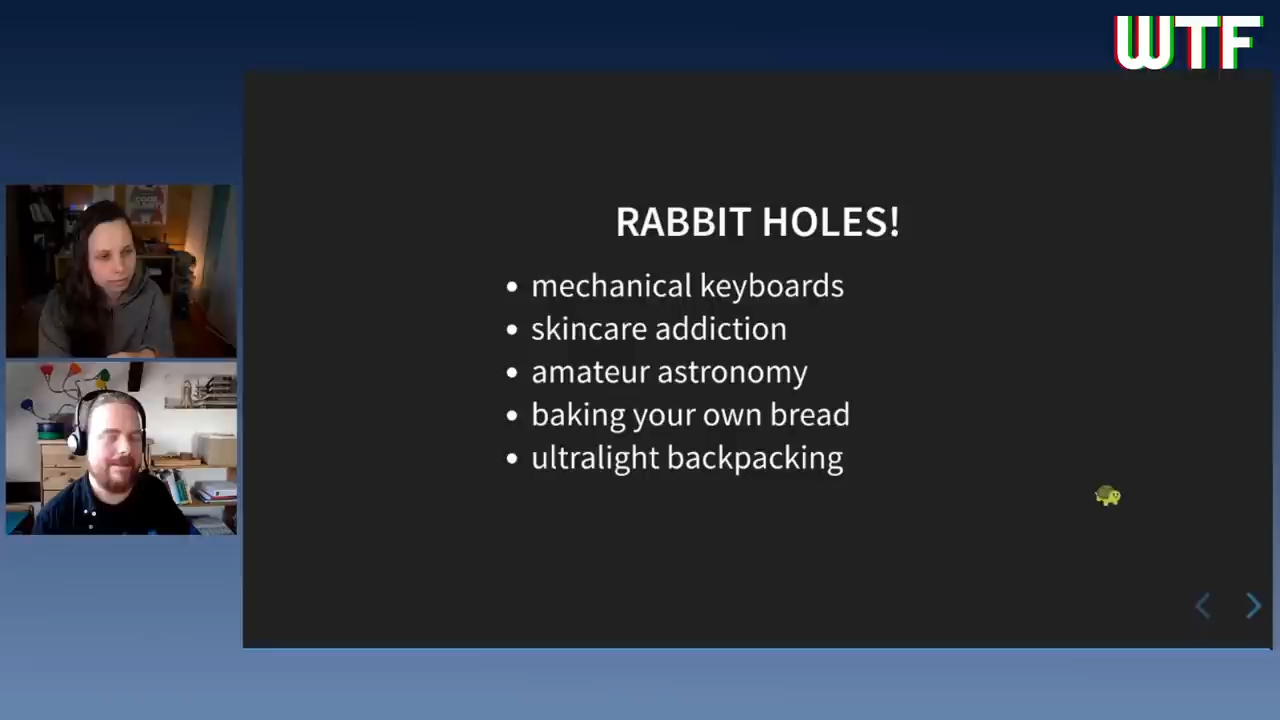 WTF
RABBIT HOLES!
mechanical keyboards
skincare addiction
amateur astronomy
baking your own bread
ultralight backpacking